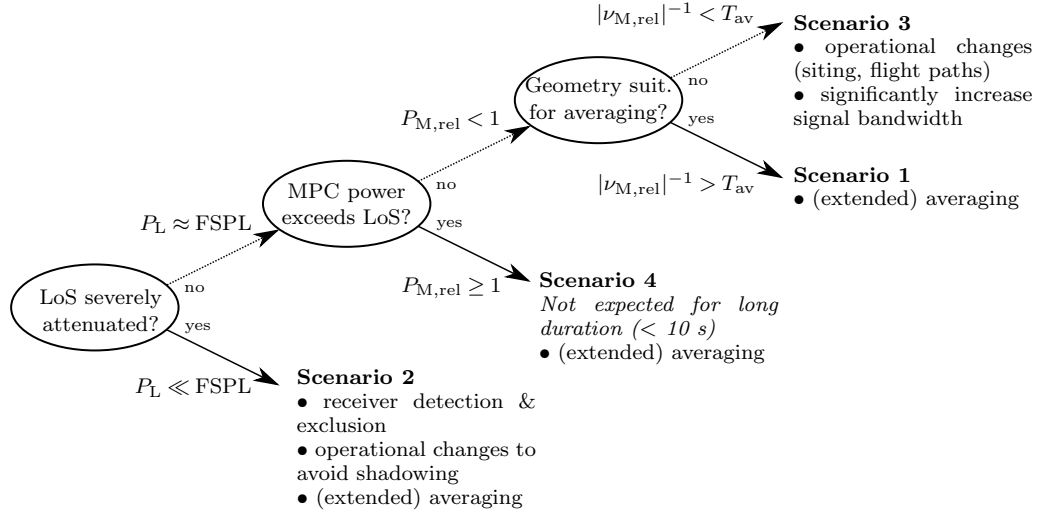 |ν_M,rel|⁻¹ < T_av
Scenario 3
• operational changes
(siting, flight paths)
• significantly increase
signal bandwidth
Geometry suit.
for averaging?
no
yes
P_M,rel < 1
|ν_M,rel|⁻¹ > T_av
Scenario 1
• (extended) averaging
MPC power
exceeds LoS?
no
yes
P_L ≈ FSPL
P_M,rel ≥ 1
Scenario 4
Not expected for long
duration (< 10 s)
• (extended) averaging
LoS severely
attenuated?
no
yes
P_L ≪ FSPL
Scenario 2
• receiver detection &
exclusion
• operational changes to
avoid shadowing
• (extended) averaging